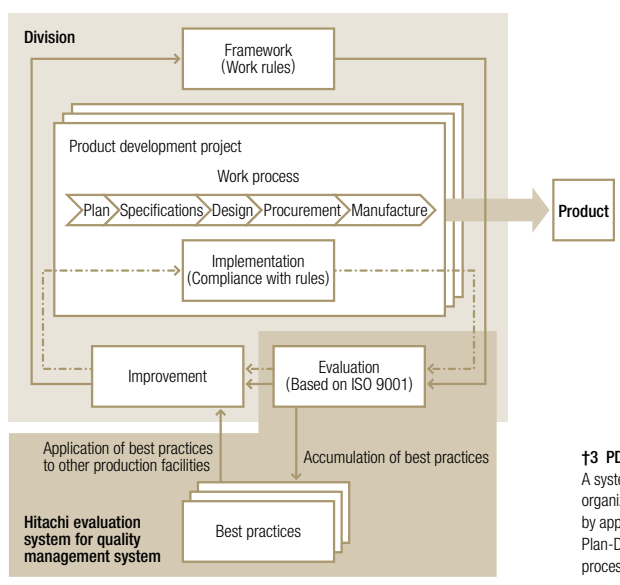 Division
Framework
(Work rules)
Product development project
Work process
Plan
Specifications
Design
Procurement
Manufacture
Product
Implementation
(Compliance with rules)
Improvement
Evaluation
(Based on ISO 9001)
Application of best practices
to other production facilities
Accumulation of best practices
Hitachi evaluation
system for quality
management system
Best practices
†3 PD
A syste
organiz
by app
Plan-D
proces